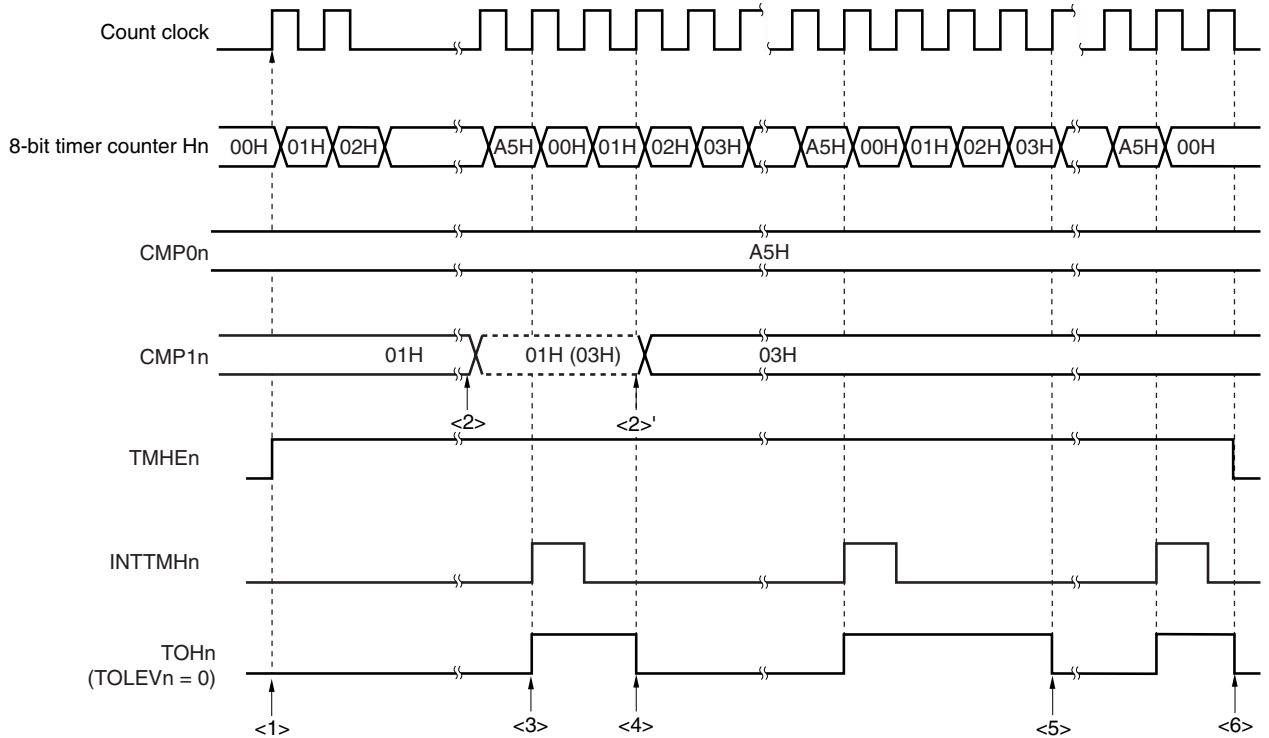 Count clock
8-bit timer counter Hn
00H 01H 02H A5H 00H 01H 02H 03H A5H 00H 01H 02H 03H A5H 00H
CMP0n
A5H
CMP1n
01H 01H (03H) 03H
<2> <2>'
TMHEn
INTTMHn
TOHn
(TOLEVn = 0)
<1> <3> <4> <5> <6>